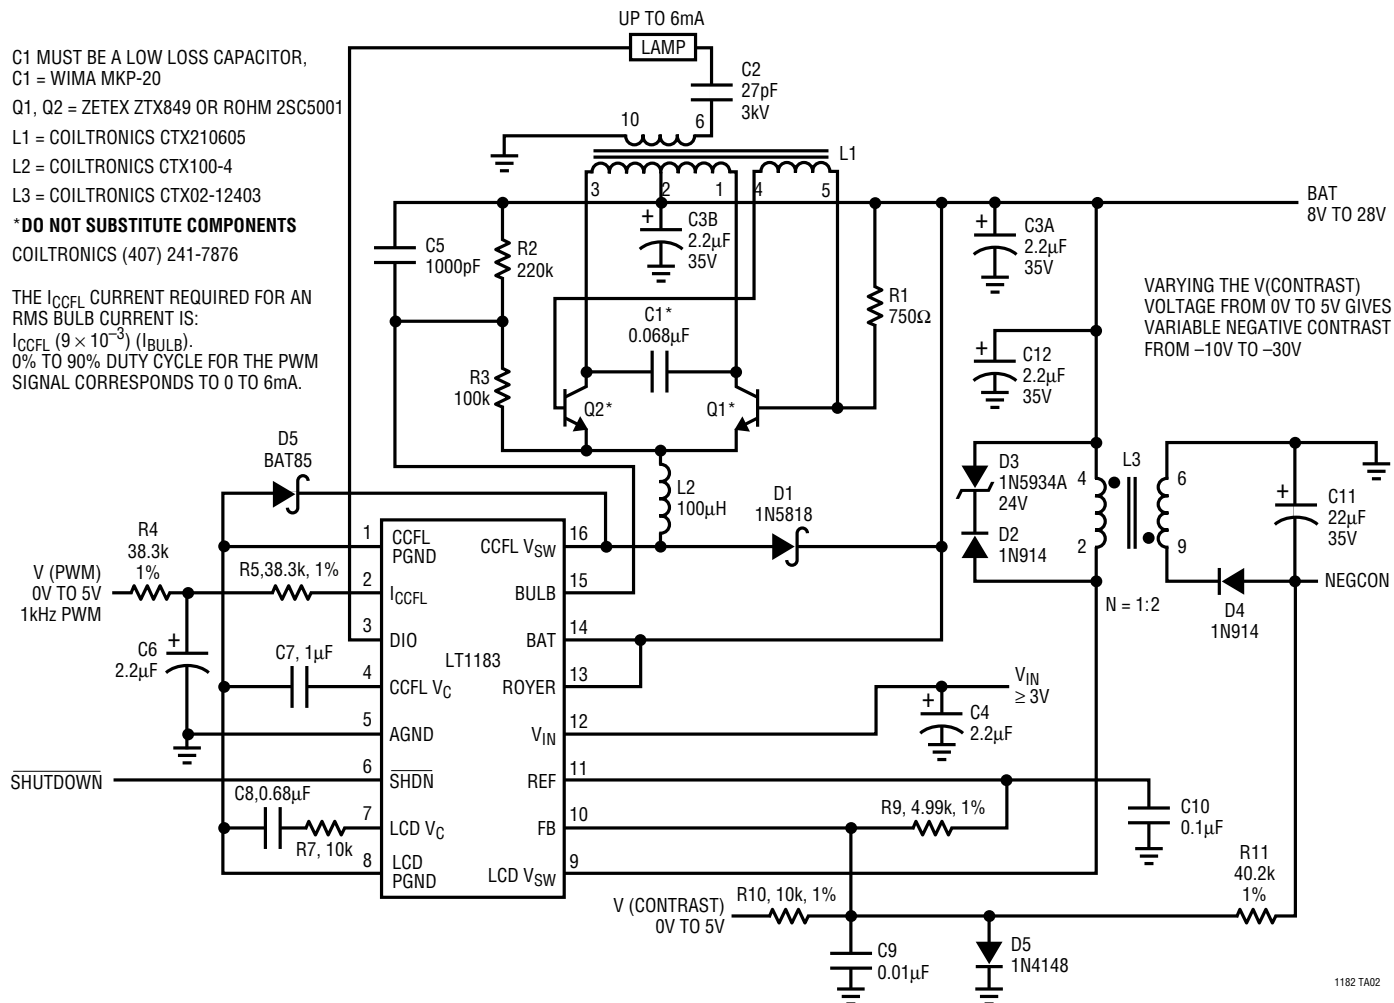 UP TO 6mA
LAMP
C1 MUST BE A LOW LOSS CAPACITOR,
C1 = WIMA MKP-20
Q1, Q2 = ZETEX ZTX849 OR ROHM 2SC5001
L1 = COILTRONICS CTX210605
L2 = COILTRONICS CTX100-4
L3 = COILTRONICS CTX02-12403
*DO NOT SUBSTITUTE COMPONENTS
COILTRONICS (407) 241-7876
THE ICCFL CURRENT REQUIRED FOR AN
RMS BULB CURRENT IS:
ICCFL (9 × 10–3) (IBULB).
0% TO 90% DUTY CYCLE FOR THE PWM
SIGNAL CORRESPONDS TO 0 TO 6mA.
C2
27pF
3kV
10
6
L1
3
2
1
4
5
BAT
8V TO 28V
C5
1000pF
R2
220k
+
C3B
2.2µF
35V
R1
750Ω
+
C3A
2.2µF
35V
VARYING THE V(CONTRAST)
VOLTAGE FROM 0V TO 5V GIVES
VARIABLE NEGATIVE CONTRAST
FROM –10V TO –30V
C1*
0.068µF
R3
100k
Q2*
Q1*
+
C12
2.2µF
35V
D5
BAT85
L2
100µH
D1
1N5818
D3
1N5934A
24V
D2
1N914
4
L3
6
2
9
N = 1:2
+
C11
22µF
35V
NEGCON
D4
1N914
R4
38.3k
1%
V (PWM)
0V TO 5V
1kHz PWM
R5,38.3k, 1%
+
C6
2.2µF
C7, 1µF
SHUTDOWN
C8,0.68µF
R7, 10k
LT1183
1
CCFL
PGND
2
ICCFL
3
DIO
4
CCFL VC
5
AGND
6
SHDN
7
LCD VC
8
LCD
PGND
16
CCFL VSW
15
BULB
14
BAT
13
ROYER
12
VIN
11
REF
10
FB
9
LCD VSW
VIN
≥ 3V
+
C4
2.2µF
R9, 4.99k, 1%
C10
0.1µF
R11
40.2k
1%
V (CONTRAST)
0V TO 5V
R10, 10k, 1%
C9
0.01µF
D5
1N4148
1182 TA02